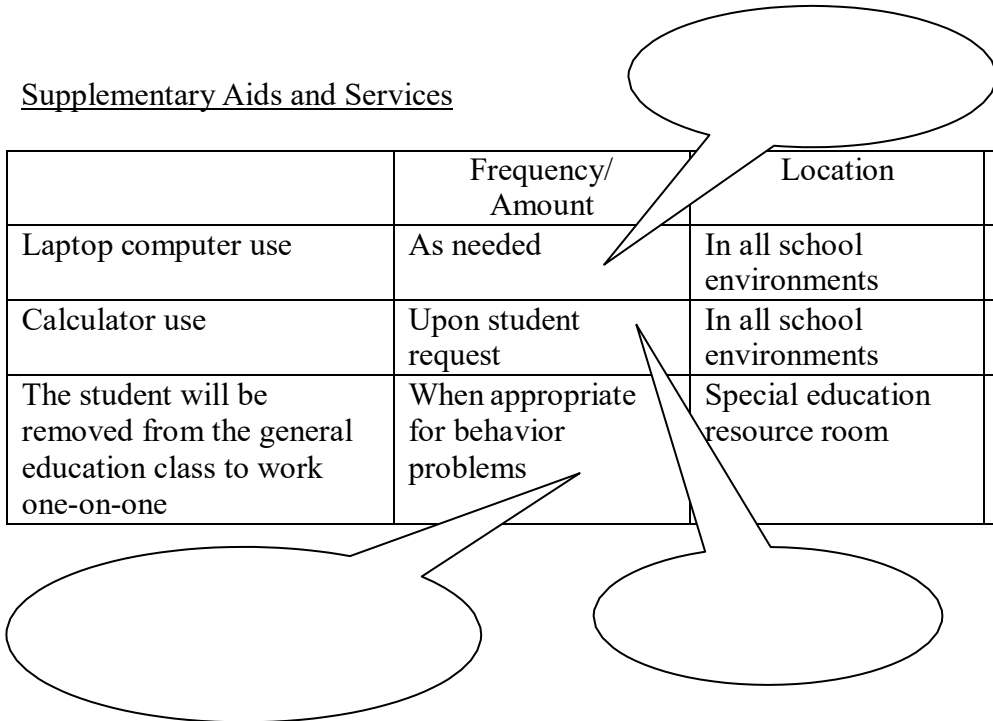 Supplementary Aids and Services
Frequency/
Amount
Location
Laptop computer use
As needed
In all school
environments
Calculator use
Upon student
request
In all school
environments
The student will be
removed from the general
education class to work
one-on-one
When appropriate
for behavior
problems
Special education
resource room